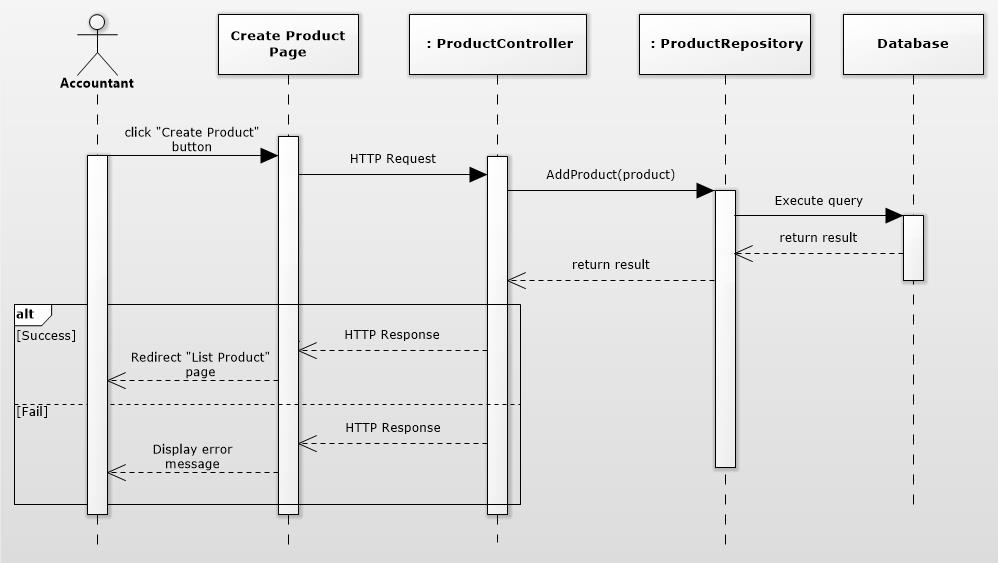 Create Product
Page
: ProductController
: ProductRepository
Database
Accountant
click "Create Product"
button
HTTP Request
AddProduct(product)
Execute query
return result
return result
alt
[Success]
HTTP Response
Redirect "List Product"
page
[Fail]
HTTP Response
Display error
message